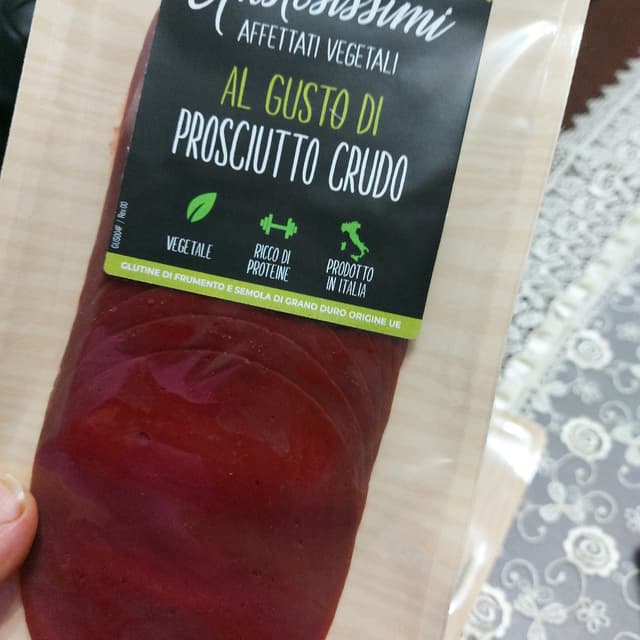 AFFETTATI VEGETALI
AL GUSTO DI
PROSCIUTTO CRUDO
VEGETALE
RICCO DI
PROTEINE
PRODOTTO
IN ITALIA
GLUTINE DI FRUMENTO E SEMOLA DI GRANO DURO ORIGINE UE